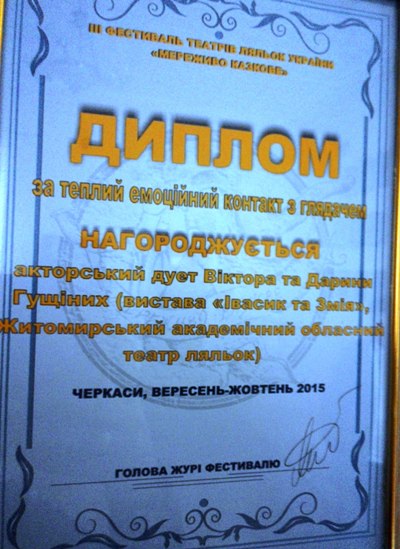 ІІІ ФЕСТИВАЛЬ ТЕАТРІВ ЛЯЛЬОК УКРАЇНИ
«МЕРЕЖИВО КАЗКОВЕ»
ДИПЛОМ
за теплий емоційний контакт з глядачем
НАГОРОДЖУЄТЬСЯ
акторський дует Віктора та Дарини
Гущіних (вистава «Івасик та Змія»,
Житомирський академічний обласний
театр ляльок)
ЧЕРКАСИ, ВЕРЕСЕНЬ-ЖОВТЕНЬ 2015
ГОЛОВА ЖУРІ ФЕСТИВАЛЮ